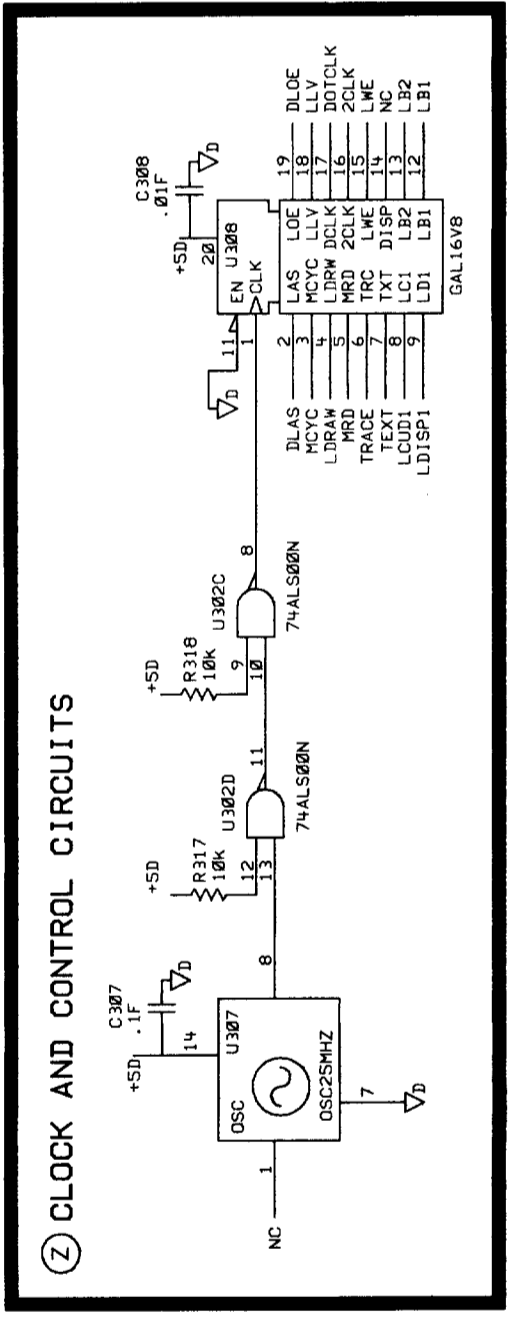 Z CLOCK AND CONTROL CIRCUITS
NC
1
OSC
U307
OSC25MHZ
+5D
14
C307
.1F
D
7
D
8
+5D
R317
10k
12
13
U302D
11
74ALS00N
+5D
R318
10k
9
10
U302C
8
74ALS00N
D
11
1
EN
CLK
U308
+5D
20
C308
.01F
D
DLAS 2 LAS LOE 19 DLOE
MCYC 3 MCYC LLV 18 LLV
LDRAW 4 LDRW DCLK 17 DOTCLK
MRD 5 MRD 2CLK 16 2CLK
TRACE 6 TRC LWE 15 LWE
TEXT 7 TXT DISP 14 NC
LCUD1 8 LC1 LB2 13 LB2
LDISP1 9 LD1 LB1 12 LB1
GAL16V8